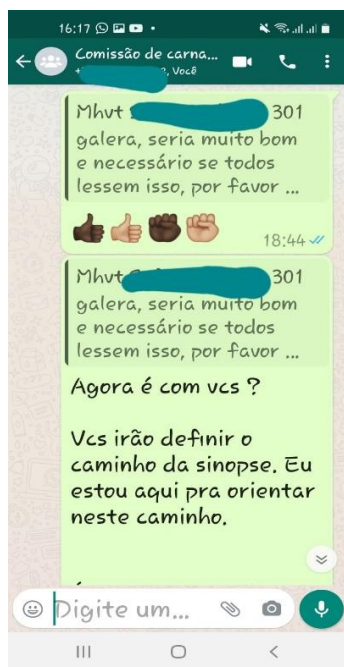 16:17
Comissão de carna...
Você
Mhvt 301
galera, seria muito bom
e necessário se todos
lessem isso, por favor ...
18:44
Mhvt 301
galera, seria muito bom
e necessário se todos
lessem isso, por favor ...
Agora é com vcs ?
Vcs irão definir o
caminho da sinopse. Eu
estou aqui pra orientar
neste caminho.
Digite um...